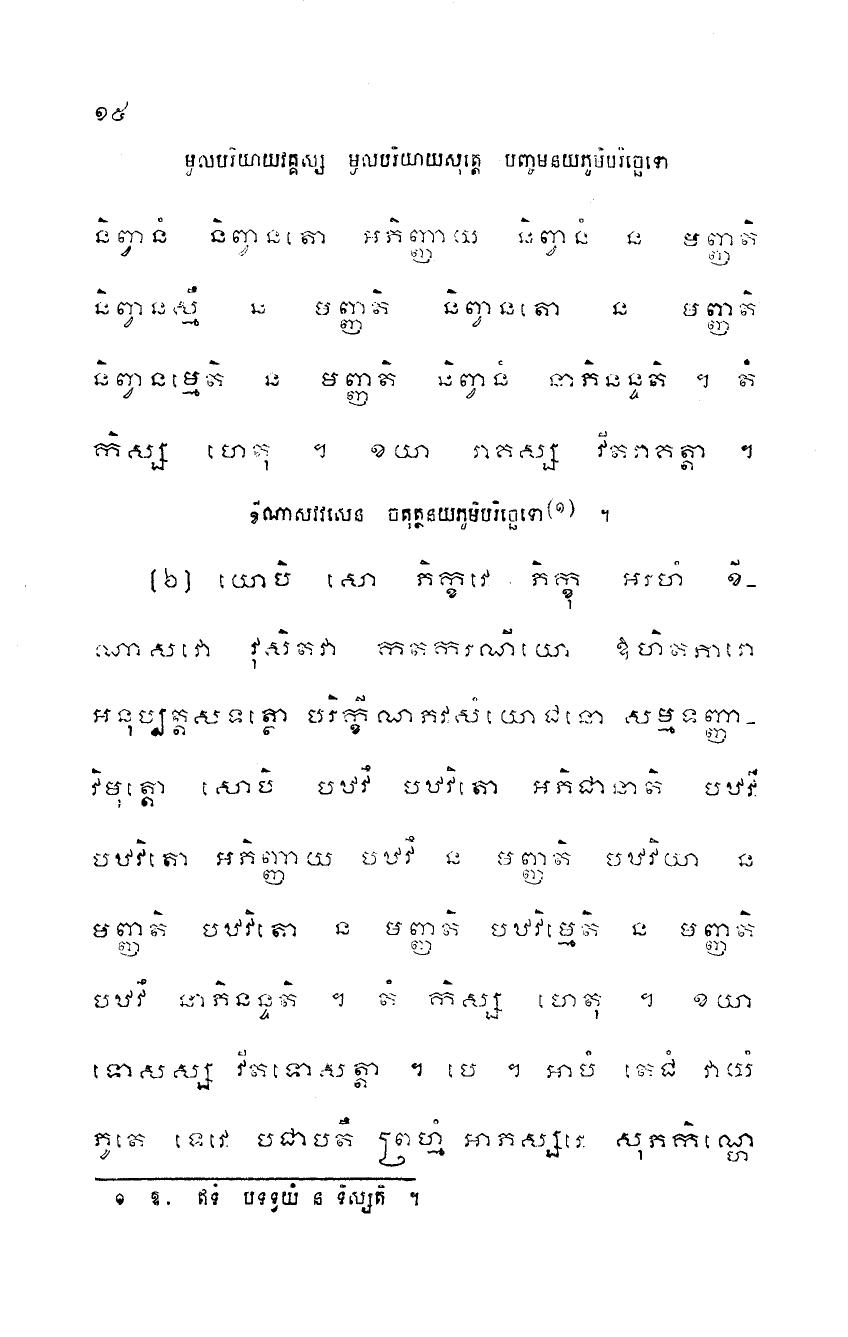 ១៥
មូលបរិយាយវគ្គស្ស មូលបរិយាយសុត្តេ បញ្ចមនយភូមិបរិច្ឆេទោ
និព្វានំ និព្វានតោ អភិញ្ញាយ និព្វានំ ន មញ្ញតិ
និព្វានស្មឹ ន មញ្ញតិ និព្វានតោ ន មញ្ញតិ
និព្វានម្មេតិ ន មញ្ញតិ និព្វានំ នាភិនន្ទតិ ។ តំ
កិស្ស ហេតុ ។ ខយា រាគស្ស វីតរាគត្តា ។
ខីណាសវវសេន ចតុត្ថនយភូមិបរិច្ឆេទោ(១) ។
(៦) យោបិ សោ ភិក្ខវេ ភិក្ខុ អរហំ ខី-
ណាសវោ វុសិតវា កតករណីយោ ឱហិតភារោ
អនុប្បត្តសទត្ថោ បរិក្ខីណភវសំយោជនោ សម្មទញ្ញា-
វិមុត្តោ សោបិ បឋវឹ បឋវិតោ អភិជានាតិ បឋវឹ
បឋវិតោ អភិញ្ញាយ បឋវឹ ន មញ្ញតិ បឋវិយា ន
មញ្ញតិ បឋវិតោ ន មញ្ញតិ បឋវិម្មេតិ ន មញ្ញតិ
បឋវឹ នាភិនន្ទតិ ។ តំ កិស្ស ហេតុ ។ ខយា
ទោសស្ស វីតទោសត្តា ។ បេ ។ អាបំ តេជំ វាយំ
ភូតេ ទេវេ បជាបតឹ ព្រហ្មំ អាភស្សរេ សុភកិណ្ហេ
១ ឱ. ឥទំ បទទ្វយំ ន ទិស្សតិ ។